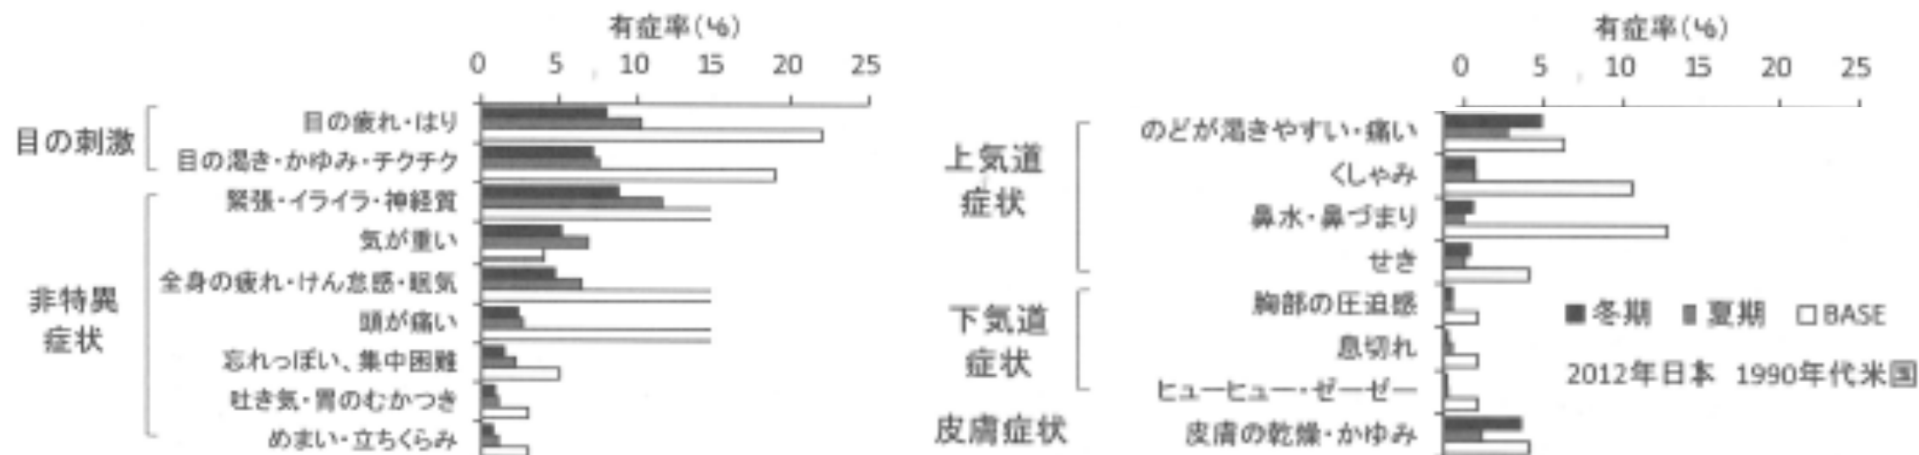 有症率(%)
0 5 10 15 20 25
目の刺激
目の疲れ・はり
目の渇き・かゆみ・チクチク
非特異
症状
緊張・イライラ・神経質
気が重い
全身の疲れ・けん怠感・眠気
頭が痛い
忘れっぽい、集中困難
吐き気・胃のむかつき
めまい・立ちくらみ
有症率(%)
0 5 10 15 20 25
上気道
症状
のどが渇きやすい・痛い
くしゃみ
鼻水・鼻づまり
せき
下気道
症状
胸部の圧迫感
息切れ
ヒューヒュー・ゼーゼー
皮膚症状
皮膚の乾燥・かゆみ
冬期 夏期 BASE
2012年日本 1990年代米国